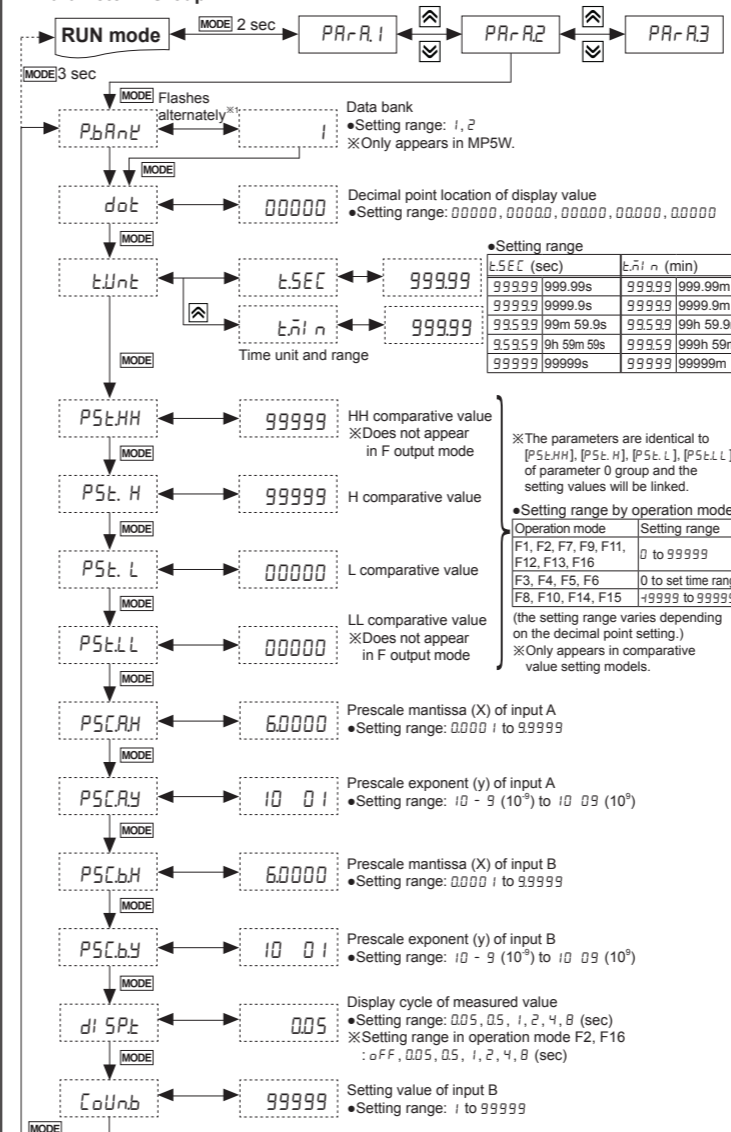 RUN mode
MODE 2 sec
PArA.1
PArA.2
PArA.3
MODE 3 sec
MODE Flashes
alternately※1
P.bAnK
1
Data bank
●Setting range: 1, 2
※Only appears in MP5W.
MODE
dot
00000
Decimal point location of display value
●Setting range: 00000, 0000.0, 000.00, 00.000, 0.0000
MODE
t.Unt
t.SEC
999.99
t.mIn
999.99
Time unit and range
●Setting range
t.SEC (sec)
t.mIn (min)
999.99 999.99s
999.99 999.99m
9999.9 9999.9s
9999.9 9999.9m
99.59.9 99m 59.9s
99.59.9 99h 59.9m
9.59.59 9h 59m 59s
999.59 999h 59m
99999 99999s
99999 99999m
MODE
PSt.HH
99999
HH comparative value
※Does not appear
in F output mode
MODE
PSt. H
99999
H comparative value
MODE
PSt. L
00000
L comparative value
MODE
PSt.LL
00000
LL comparative value
※Does not appear
in F output mode
※The parameters are identical to
[PSt.HH], [PSt. H], [PSt. L], [PSt.LL]
of parameter 0 group and the
setting values will be linked.
●Setting range by operation mode
Operation mode
Setting range
F1, F2, F7, F9, F11,
F12, F13, F16
0 to 99999
F3, F4, F5, F6
0 to set time rang
F8, F10, F14, F15
-19999 to 99999
(the setting range varies depending
on the decimal point setting.)
※Only appears in comparative
value setting models.
MODE
PSC.A.H
6.0000
Prescale mantissa (X) of input A
●Setting range: 0.0001 to 9.9999
MODE
PSC.A.Y
10 01
Prescale exponent (y) of input A
●Setting range: 10 - 9 (10⁻⁹) to 10 09 (10⁹)
MODE
PSC.b.H
6.0000
Prescale mantissa (X) of input B
●Setting range: 0.0001 to 9.9999
MODE
PSC.b.Y
10 01
Prescale exponent (y) of input B
●Setting range: 10 - 9 (10⁻⁹) to 10 09 (10⁹)
MODE
dISP.t
0.05
Display cycle of measured value
●Setting range: 0.05, 0.5, 1, 2, 4, 8 (sec)
※Setting range in operation mode F2, F16
: oFF, 0.05, 0.5, 1, 2, 4, 8 (sec)
MODE
CoUn.b
99999
Setting value of input B
●Setting range: 1 to 99999
MODE